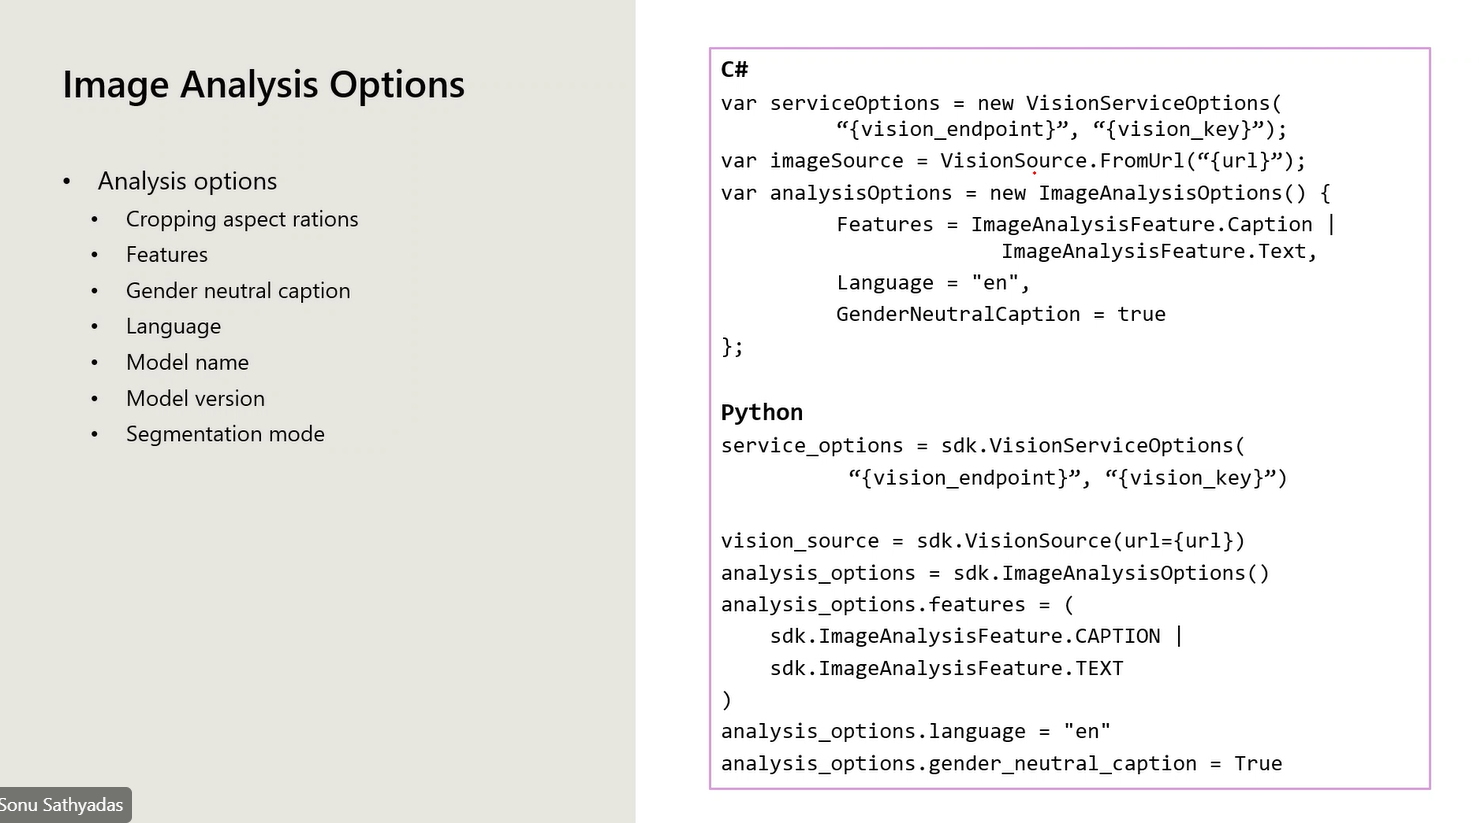 Image Analysis Options
• Analysis options
• Cropping aspect rations
• Features
• Gender neutral caption
• Language
• Model name
• Model version
• Segmentation mode
C#
var serviceOptions = new VisionServiceOptions(
“{vision_endpoint}”, “{vision_key}”);
var imageSource = VisionSource.FromUrl(“{url}”);
var analysisOptions = new ImageAnalysisOptions() {
Features = ImageAnalysisFeature.Caption |
ImageAnalysisFeature.Text,
Language = "en",
GenderNeutralCaption = true
};
Python
service_options = sdk.VisionServiceOptions(
“{vision_endpoint}”, “{vision_key}”)
vision_source = sdk.VisionSource(url={url})
analysis_options = sdk.ImageAnalysisOptions()
analysis_options.features = (
sdk.ImageAnalysisFeature.CAPTION |
sdk.ImageAnalysisFeature.TEXT
)
analysis_options.language = "en"
analysis_options.gender_neutral_caption = True
Sonu Sathyadas